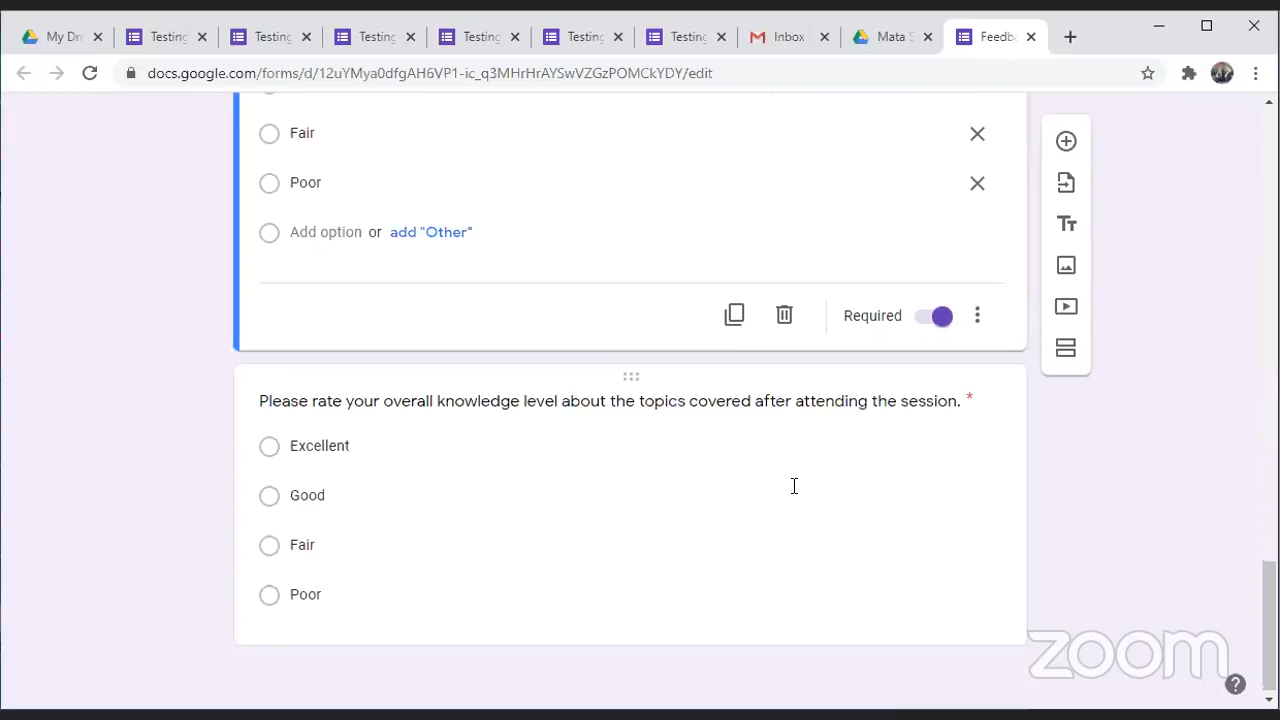 My Dr
Testing
Testing
Testing
Testing
Testing
Testing
Inbox
Mata S
Feedba
docs.google.com/forms/d/12uYMya0dfgAH6VP1-ic_q3MHrHrAYSwVZGzPOMCkYDY/edit
Fair
Poor
Add option or add "Other"
Required
Please rate your overall knowledge level about the topics covered after attending the session. *
Excellent
Good
Fair
Poor
zoom